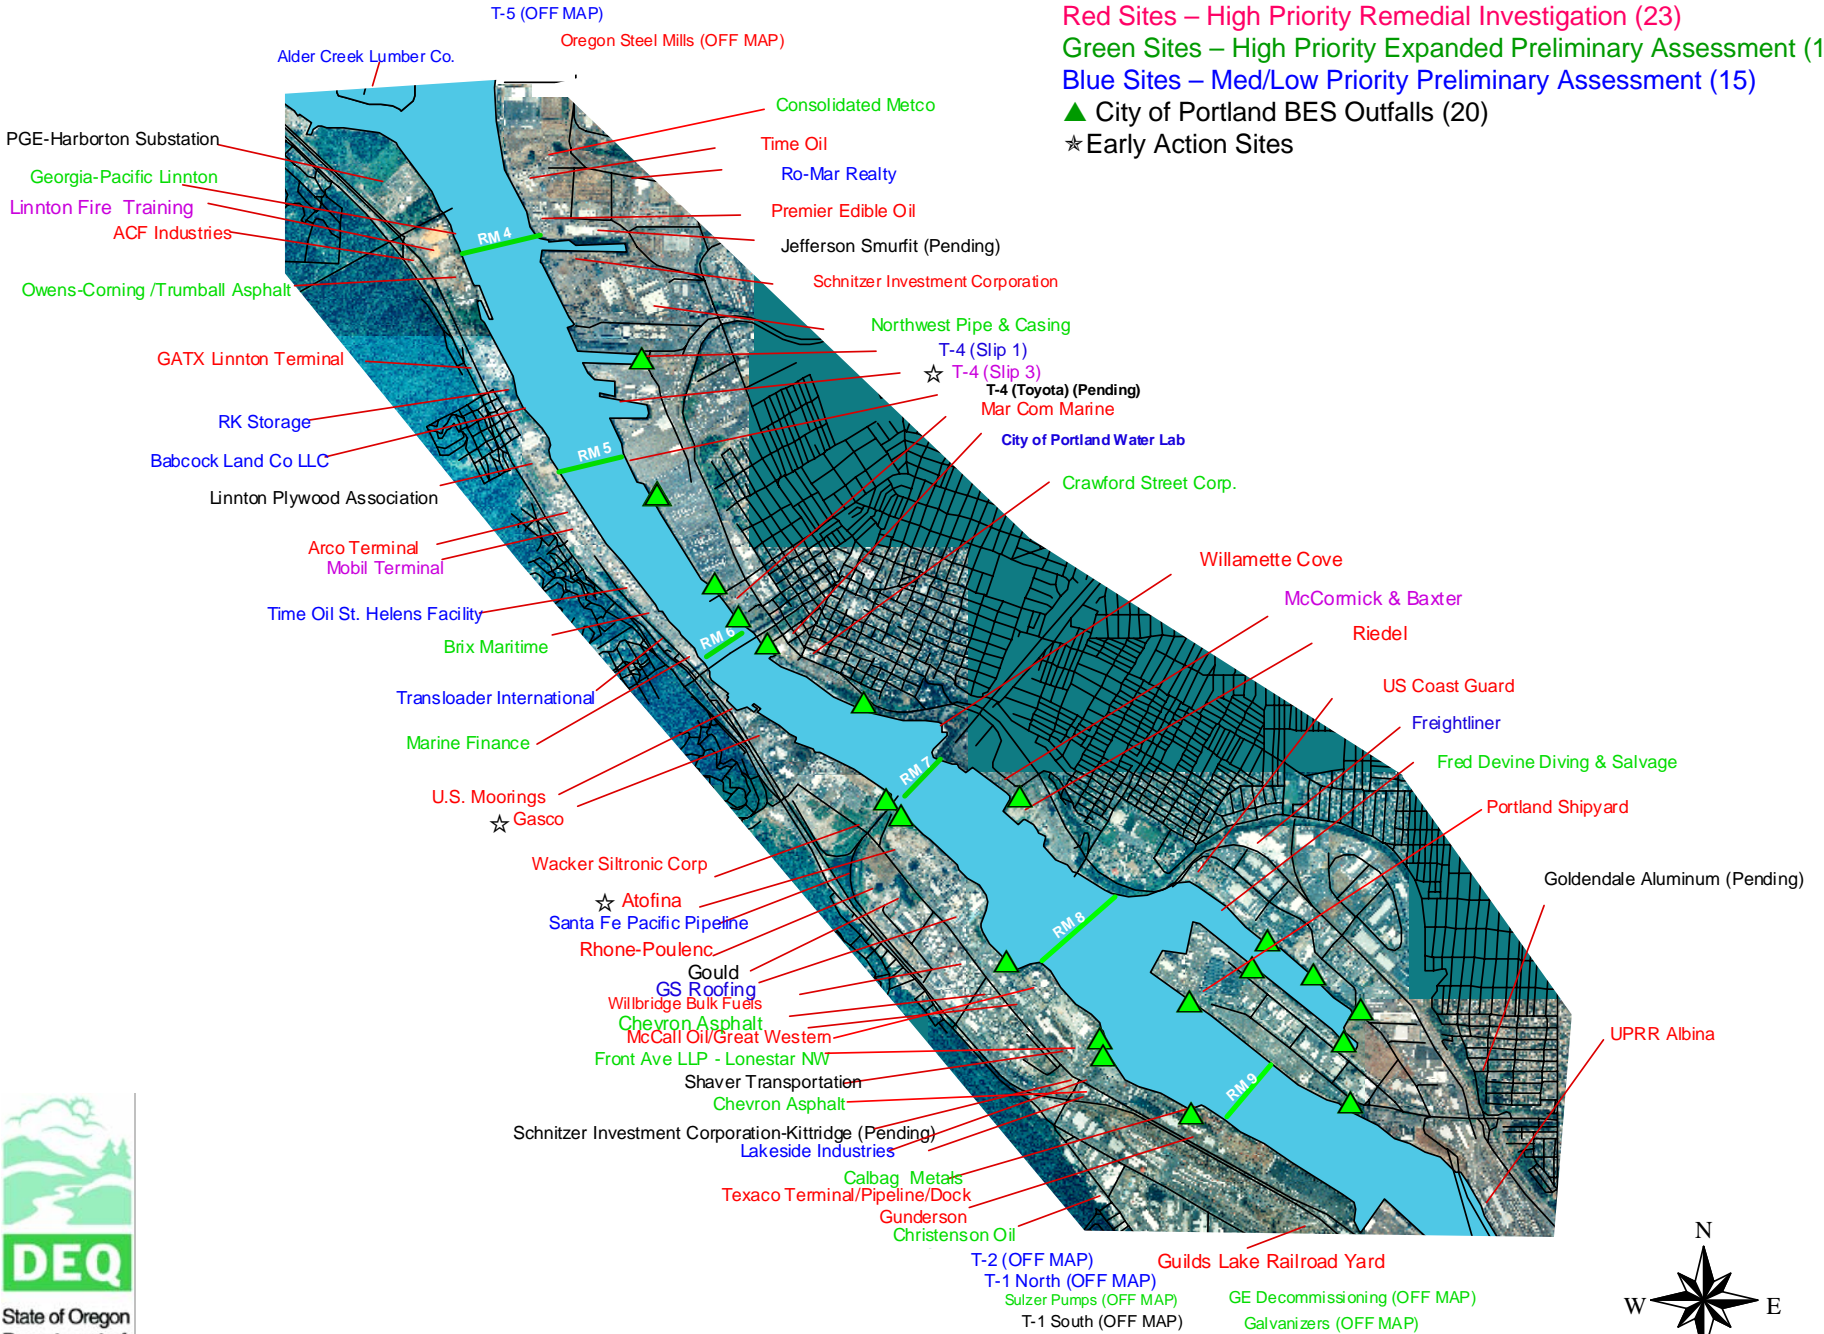 T-5 (OFF MAP)
Oregon Steel Mills (OFF MAP)
Alder Creek Lumber Co.
Red Sites – High Priority Remedial Investigation (23)
Green Sites – High Priority Expanded Preliminary Assessment (1
Blue Sites – Med/Low Priority Preliminary Assessment (15)
City of Portland BES Outfalls (20)
Early Action Sites
PGE-Harborton Substation
Georgia-Pacific Linnton
Linnton Fire Training
ACF Industries
Owens-Corning /Trumball Asphalt
GATX Linnton Terminal
RK Storage
Babcock Land Co LLC
Linnton Plywood Association
Arco Terminal
Mobil Terminal
Time Oil St. Helens Facility
Brix Maritime
Transloader International
Marine Finance
U.S. Moorings
Gasco
Wacker Siltronic Corp
Atofina
Santa Fe Pacific Pipeline
Rhone-Poulenc
Gould
GS Roofing
Willbridge Bulk Fuels
Chevron Asphalt
McCall Oil/Great Western
Front Ave LLP - Lonestar NW
Shaver Transportation
Chevron Asphalt
Schnitzer Investment Corporation-Kittridge (Pending)
Lakeside Industries
Calbag Metals
Texaco Terminal/Pipeline/Dock
Gunderson
Christenson Oil
T-2 (OFF MAP)
T-1 North (OFF MAP)
Sulzer Pumps (OFF MAP)
T-1 South (OFF MAP)
Guilds Lake Railroad Yard
GE Decommissioning (OFF MAP)
Galvanizers (OFF MAP)
Consolidated Metco
Time Oil
Ro-Mar Realty
Premier Edible Oil
Jefferson Smurfit (Pending)
Schnitzer Investment Corporation
Northwest Pipe & Casing
T-4 (Slip 1)
T-4 (Slip 3)
T-4 (Toyota) (Pending)
Mar Com Marine
City of Portland Water Lab
Crawford Street Corp.
Willamette Cove
McCormick & Baxter
Riedel
US Coast Guard
Freightliner
Fred Devine Diving & Salvage
Portland Shipyard
Goldendale Aluminum (Pending)
UPRR Albina
RM 4
RM 5
RM 6
RM 7
RM 8
RM 9
N
W
E
DEQ
State of Oregon